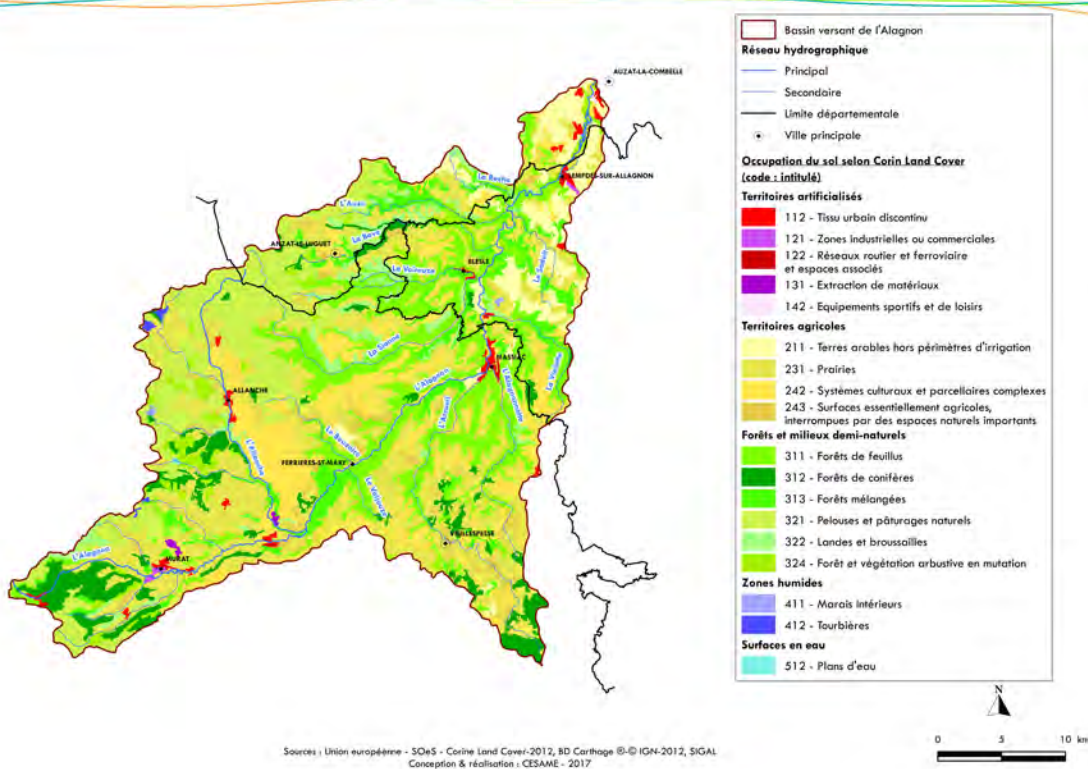 Bassin versant de l'Alagnon
Réseau hydrographique
Principal
Secondaire
Limite départementale
Ville principale
Occupation du sol selon Corin Land Cover
(code : intitulé)
Territoires artificialisés
112 - Tissu urbain discontinu
121 - Zones industrielles ou commerciales
122 - Réseaux routier et ferroviaire
et espaces associés
131 - Extraction de matériaux
142 - Equipements sportifs et de loisirs
Territoires agricoles
211 - Terres arables hors périmètres d'irrigation
231 - Prairies
242 - Systèmes culturaux et parcellaires complexes
243 - Surfaces essentiellement agricoles,
interrompues par des espaces naturels importants
Forêts et milieux demi-naturels
311 - Forêts de feuillus
312 - Forêts de conifères
313 - Forêts mélangées
321 - Pelouses et pâturages naturels
322 - Landes et broussailles
324 - Forêt et végétation arbustive en mutation
Zones humides
411 - Marais intérieurs
412 - Tourbières
Surfaces en eau
512 - Plans d'eau
AUZAT-LA-COMBELLE
LEMPDES-SUR-ALLAGNON
La Bave
ANZAT-LE-LUGUET
La Voireuze
BLESLE
La Sianne
MASSIAC
L'Alagnon
L'Alagnonnette
ALLANCHE
L'Allanche
FERRIERES-ST-MARY
L'Alagnon
MURAT
N
0 5 10 km
Sources : Union européenne - SOeS - Corine Land Cover-2012, BD Carthage ®-© IGN-2012, SIGAL
Conception & réalisation : CESAME - 2017